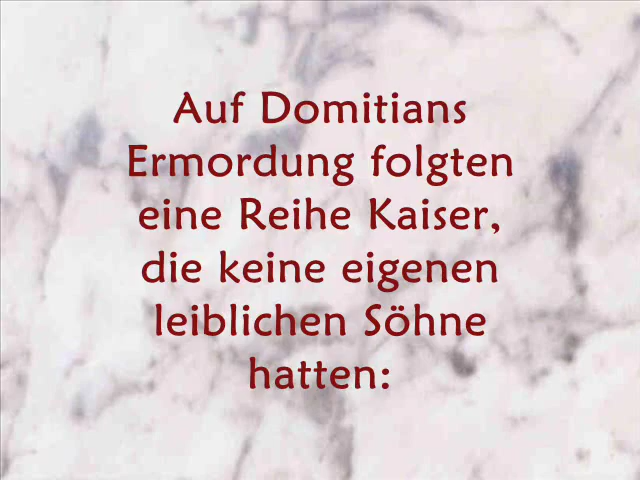 Auf Domitians
Ermordung folgten
eine Reihe Kaiser,
die keine eigenen
leiblichen Söhne
hatten: